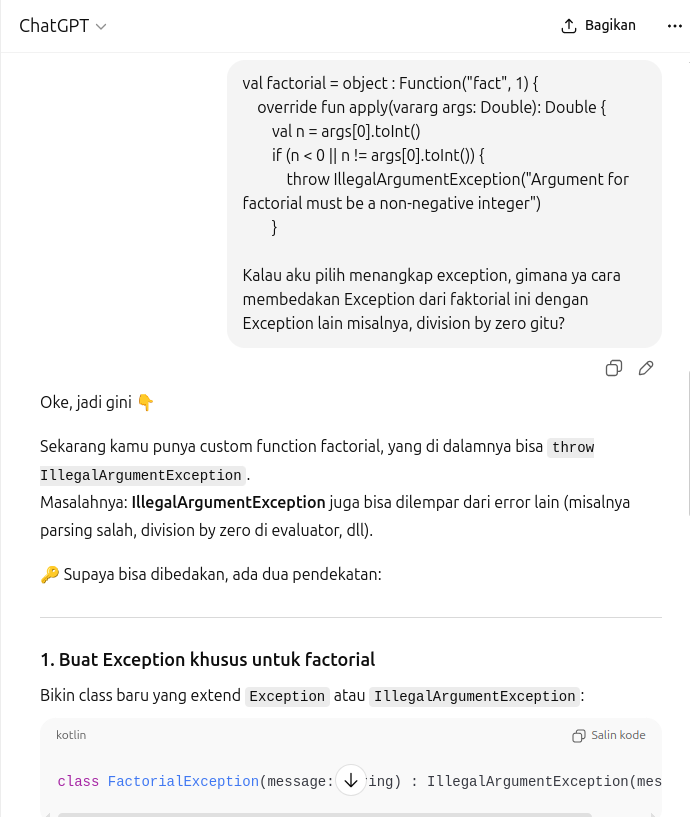 ChatGPT
Bagikan
val factorial = object : Function("fact", 1) {
override fun apply(vararg args: Double): Double {
val n = args[0].toInt()
if (n < 0 || n != args[0].toInt()) {
throw IllegalArgumentException("Argument for
factorial must be a non-negative integer")
}
Kalau aku pilih menangkap exception, gimana ya cara
membedakan Exception dari faktorial ini dengan
Exception lain misalnya, division by zero gitu?
Oke, jadi gini 👇
Sekarang kamu punya custom function factorial, yang di dalamnya bisa throw
IllegalArgumentException.
Masalahnya: IllegalArgumentException juga bisa dilempar dari error lain (misalnya
parsing salah, division by zero di evaluator, dll).
🔑 Supaya bisa dibedakan, ada dua pendekatan:
1. Buat Exception khusus untuk factorial
Bikin class baru yang extend Exception atau IllegalArgumentException:
kotlin
Salin kode
class FactorialException(message: ing) : IllegalArgumentException(mes